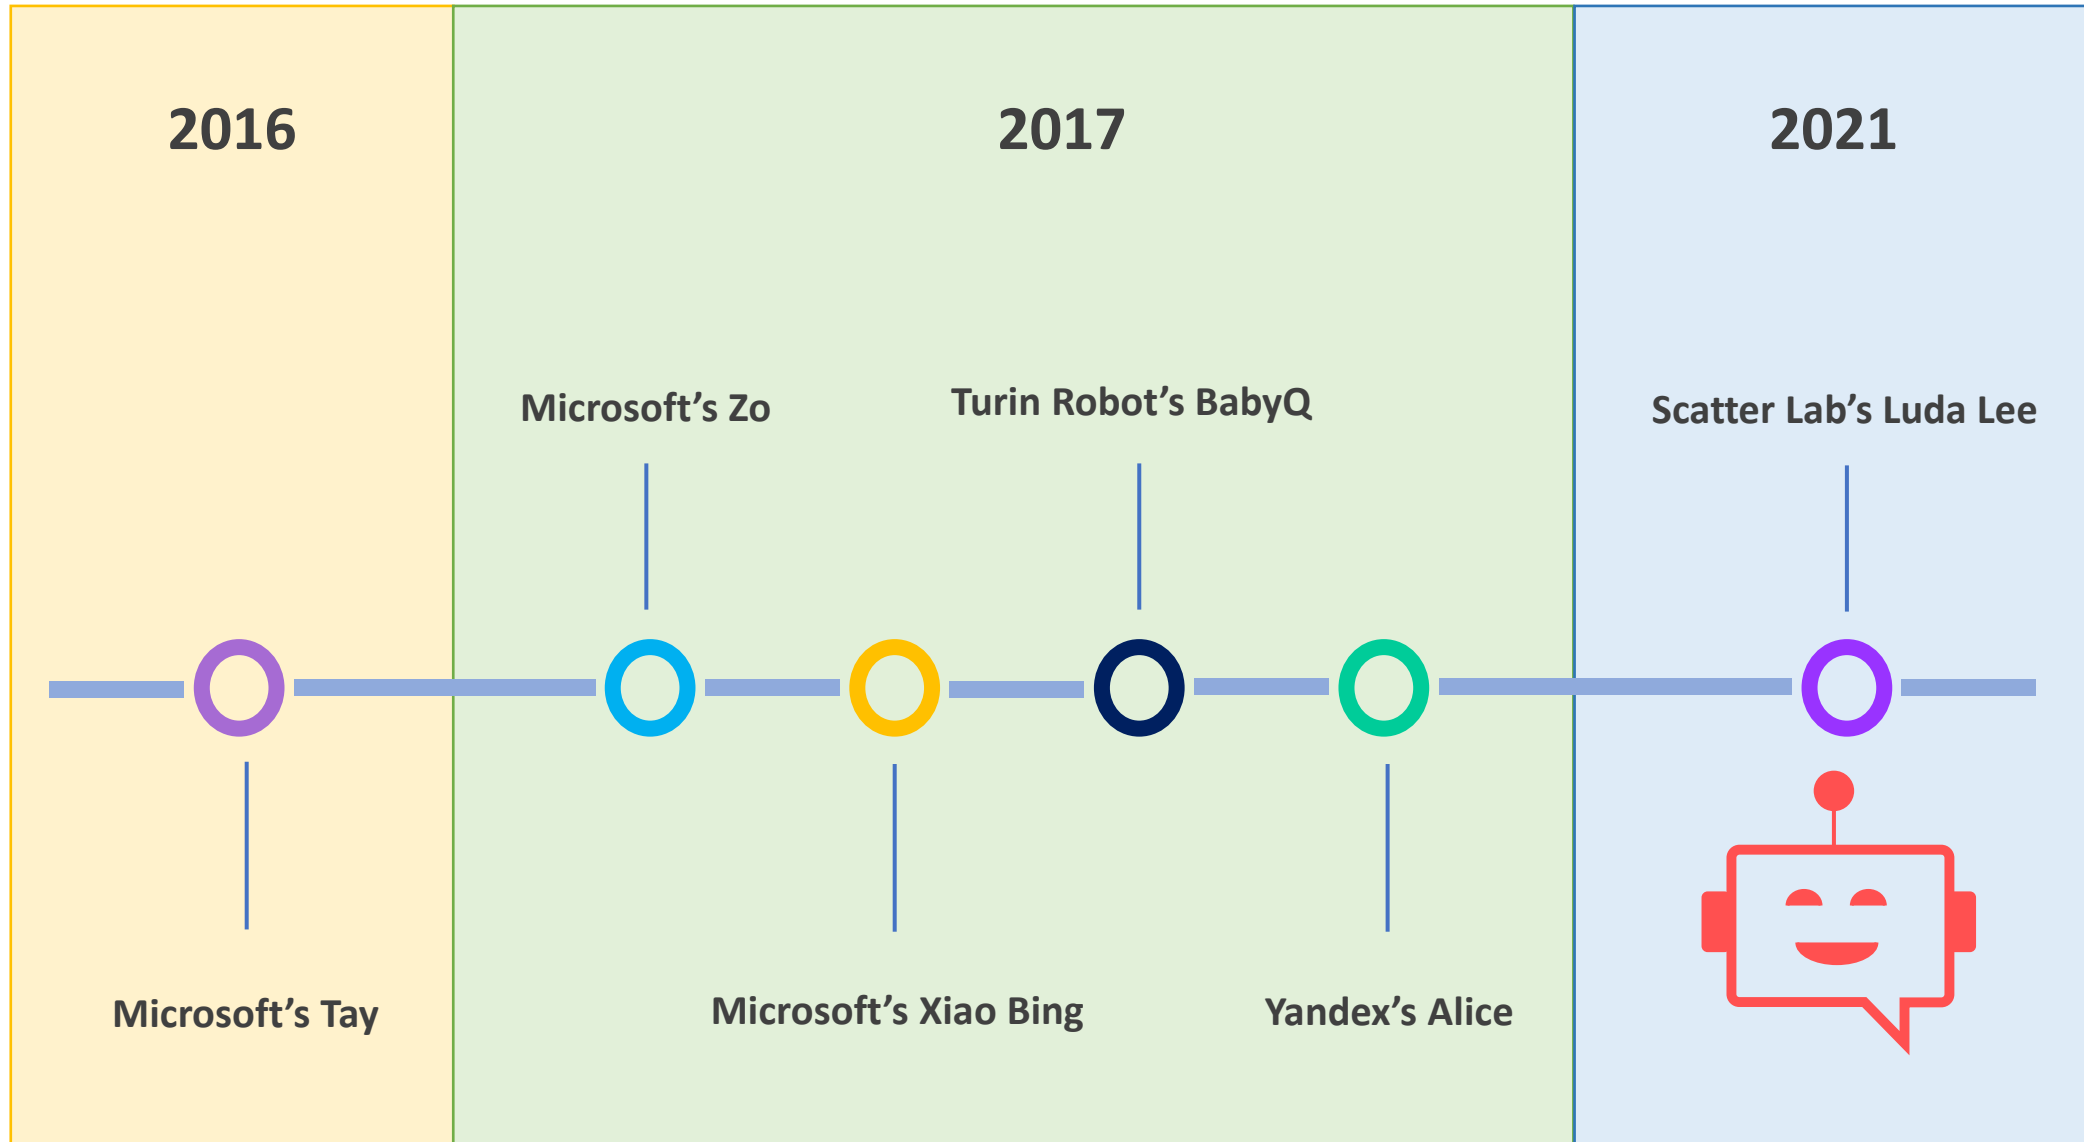 2016
2017
2021
Microsoft’s Zo
Turin Robot’s BabyQ
Scatter Lab’s Luda Lee
Microsoft’s Tay
Microsoft’s Xiao Bing
Yandex’s Alice